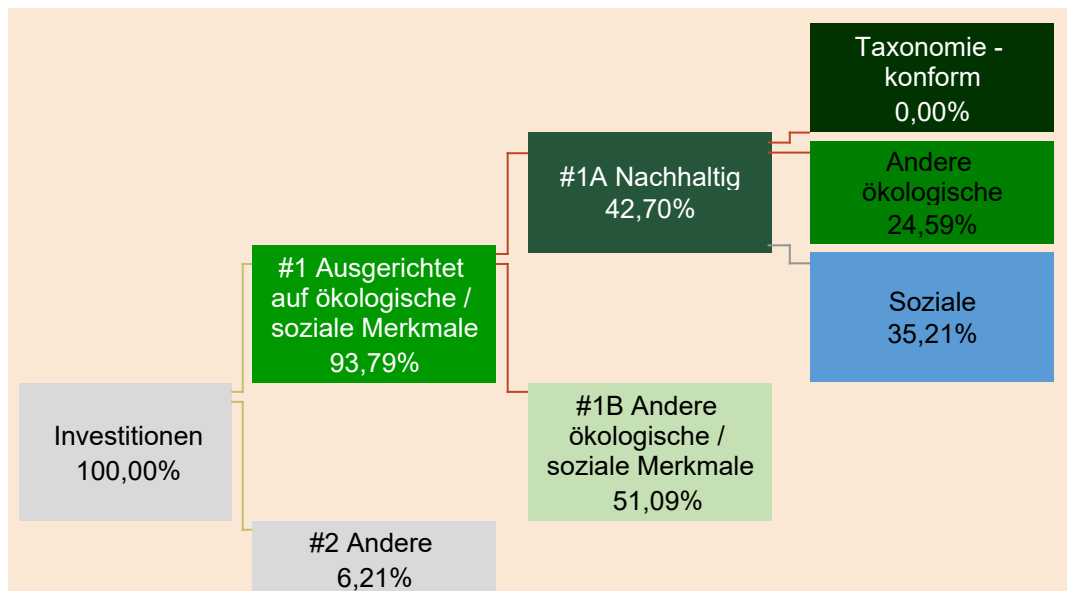 Investitionen
100,00%
#1 Ausgerichtet
auf ökologische /
soziale Merkmale
93,79%
#2 Andere
6,21%
#1A Nachhaltig
42,70%
#1B Andere
ökologische /
soziale Merkmale
51,09%
Taxonomie -
konform
0,00%
Andere
ökologische
24,59%
Soziale
35,21%